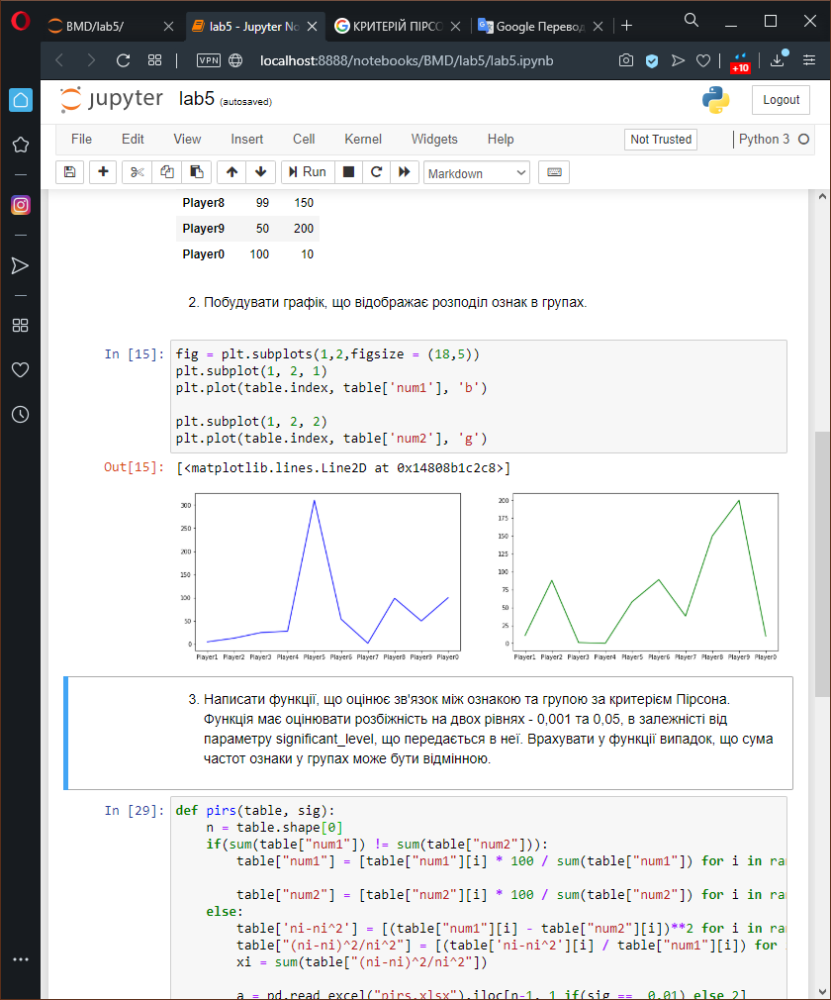 BMD/lab5/
lab5 - Jupyter No
КРИТЕРІЙ ПІРСО
Google Перевод
VPN
localhost:8888/notebooks/BMD/lab5/lab5.ipynb
+10
jupyter lab5 (autosaved)
Logout
File Edit View Insert Cell Kernel Widgets Help
Not Trusted
Python 3
Run
Markdown
Player8 99 150
Player9 50 200
Player0 100 10
2. Побудувати графік, що відображає розподіл ознак в групах.
In [15]:
fig = plt.subplots(1,2,figsize = (18,5))
plt.subplot(1, 2, 1)
plt.plot(table.index, table['num1'], 'b')
plt.subplot(1, 2, 2)
plt.plot(table.index, table['num2'], 'g')
Out[15]: [<matplotlib.lines.Line2D at 0x14808b1c2c8>]
300
250
200
150
100
50
0
Player1 Player2 Player3 Player4 Player5 Player6 Player7 Player8 Player9 Player0
200
175
150
125
100
75
50
25
0
Player1 Player2 Player3 Player4 Player5 Player6 Player7 Player8 Player9 Player0
3. Написати функції, що оцінює зв'язок між ознакою та групою за критерієм Пірсона.
Функція має оцінювати розбіжність на двох рівнях - 0,001 та 0,05, в залежністі від
параметру significant_level, що передається в неї. Врахувати у функції випадок, що сума
частот ознаки у групах може бути відмінною.
In [29]:
def pirs(table, sig):
n = table.shape[0]
if(sum(table["num1"]) != sum(table["num2"])):
table["num1"] = [table["num1"][i] * 100 / sum(table["num1"]) for i in ra
table["num2"] = [table["num2"][i] * 100 / sum(table["num2"]) for i in ra
else:
table['ni-ni^2'] = [(table["num1"][i] - table["num2"][i])**2 for i in ra
table["(ni-ni)^2/ni^2"] = [(table['ni-ni^2'][i] / table["num1"][i]) for
xi = sum(table["(ni-ni)^2/ni^2"])
a = pd.read_excel("pirs.xlsx").iloc[n-1, 1 if(sig == 0.01) else 2]